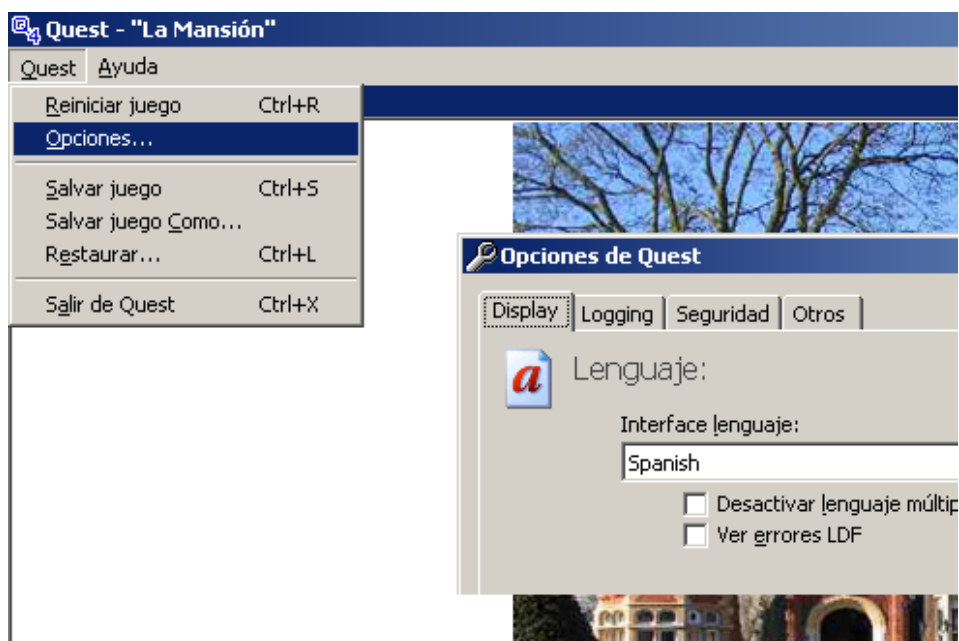 Quest - "La Mansión"
Quest Ayuda
Reiniciar juego Ctrl+R
Opciones...
Salvar juego Ctrl+S
Salvar juego Como...
Restaurar... Ctrl+L
Salir de Quest Ctrl+X
Opciones de Quest
Display Logging Seguridad Otros
a Lenguaje:
Interface lenguaje:
Spanish
Desactivar lenguaje múltip
Ver errores LDF